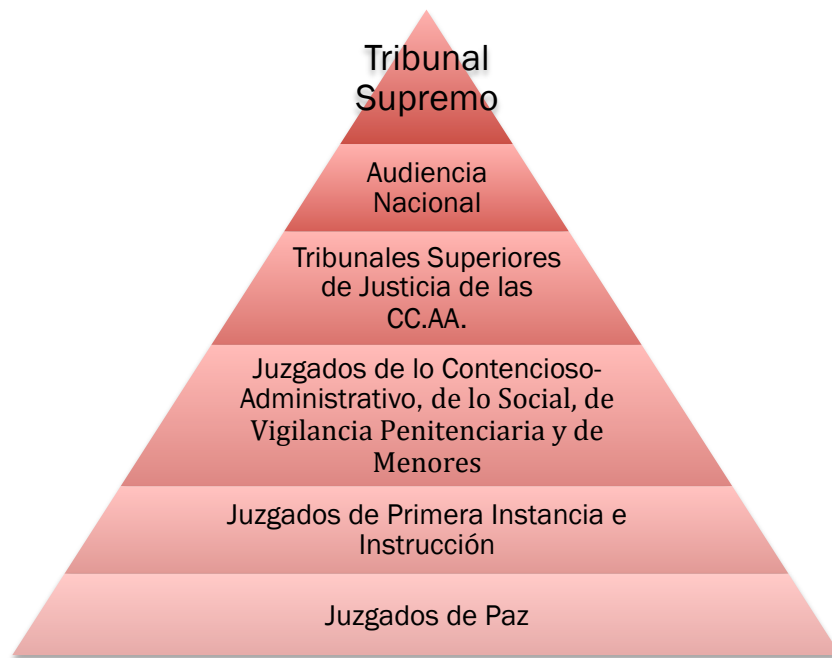 Tribunal
Supremo
Audiencia
Nacional
Tribunales Superiores
de Justicia de las
CC.AA.
Juzgados de lo Contencioso-
Administrativo, de lo Social, de
Vigilancia Penitenciaria y de
Menores
Juzgados de Primera Instancia e
Instrucción
Juzgados de Paz